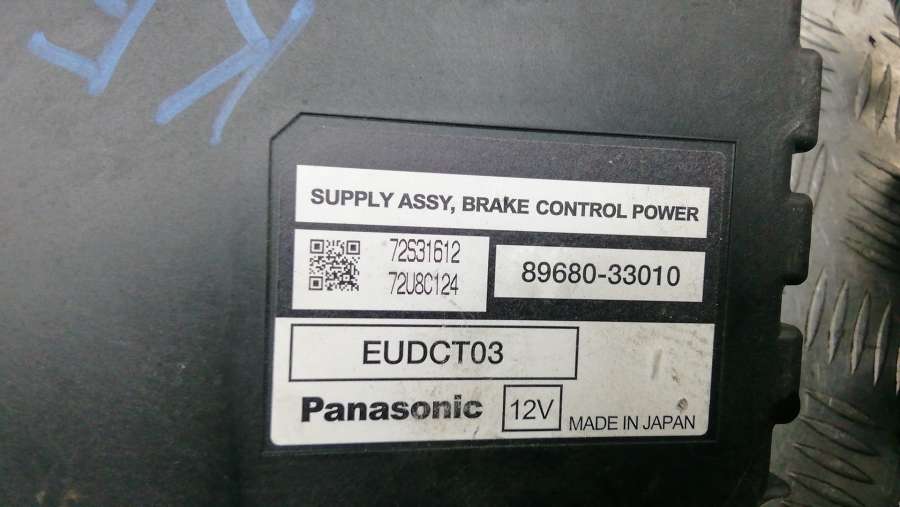 SUPPLY ASSY, BRAKE CONTROL POWER
72S31612
72U8C124
89680-33010
EUDCT03
Panasonic
12V
MADE IN JAPAN